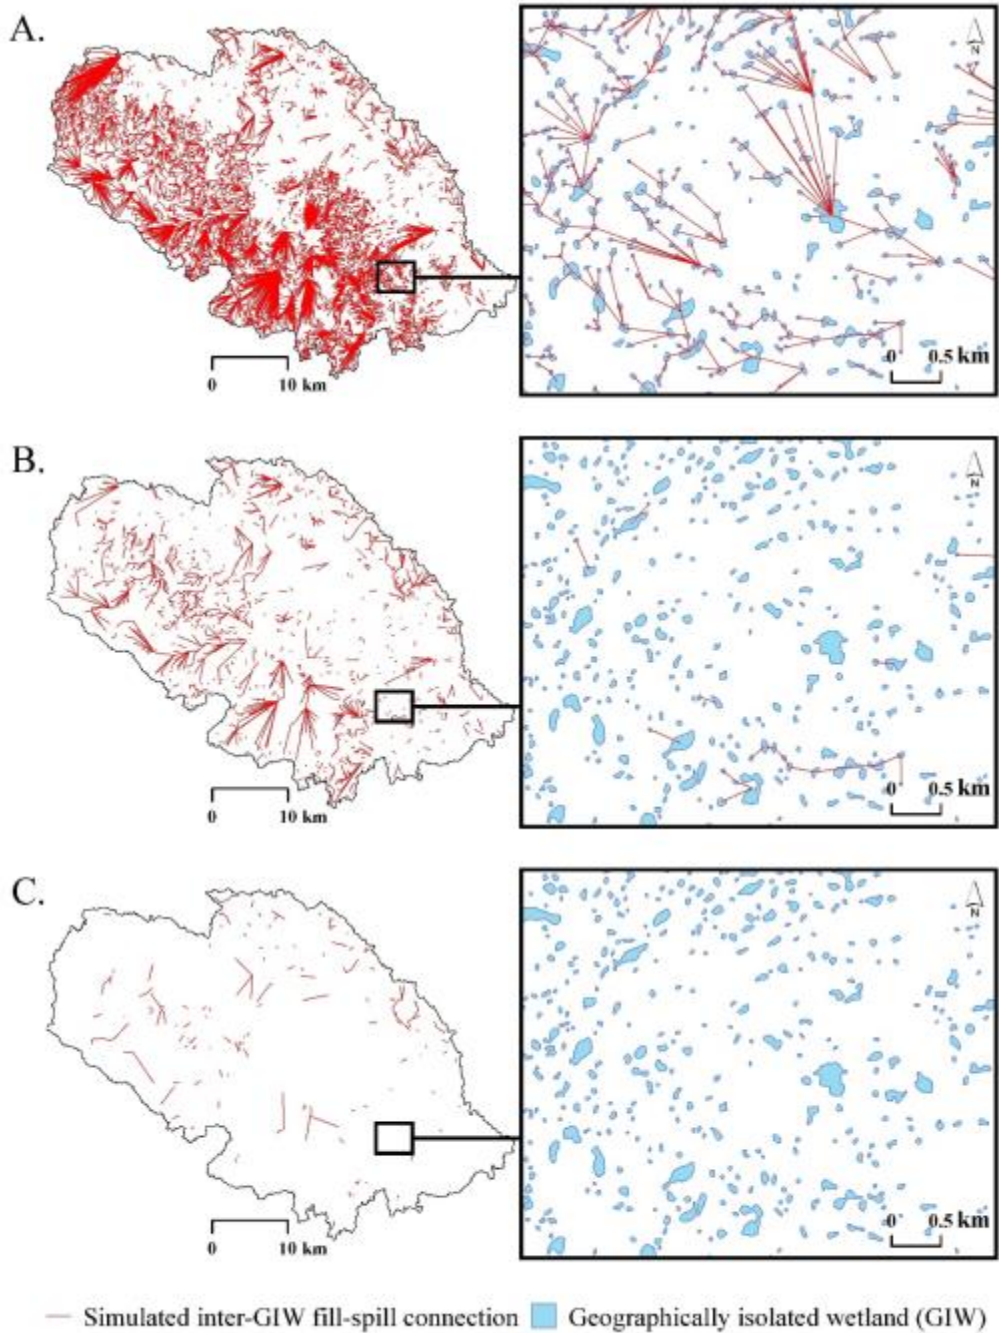 A.
N
0 0.5 km
0 10 km
B.
N
0 0.5 km
0 10 km
C.
N
0 0.5 km
0 10 km
Simulated inter-GIW fill-spill connection Geographically isolated wetland (GIW)